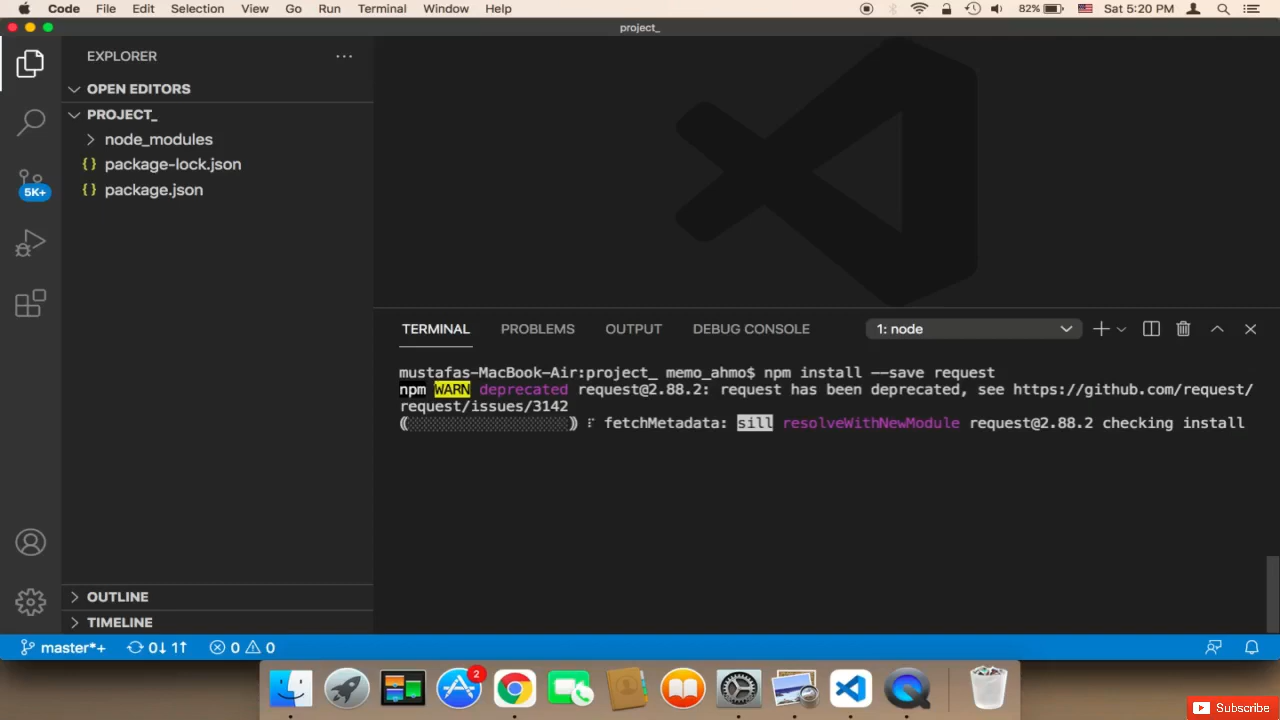 Code File Edit Selection View Go Run Terminal Window Help 82% Sat 5:20 PM
project_
EXPLORER
OPEN EDITORS
PROJECT_
node_modules
{} package-lock.json
{} package.json
5K+
OUTLINE
TIMELINE
TERMINAL PROBLEMS OUTPUT DEBUG CONSOLE 1: node
mustafas-MacBook-Air:project_ memo_ahmo$ npm install --save request
npm WARN deprecated request@2.88.2: request has been deprecated, see https://github.com/request/
request/issues/3142
fetchMetadata: sill resolveWithNewModule request@2.88.2 checking install
master*+ 0↓ 1↑ 0 0
2
Subscribe